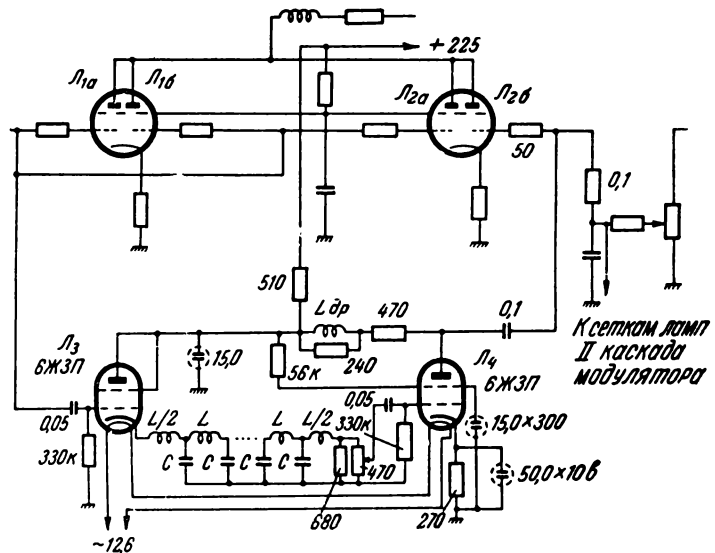 + 225
Л1а
Л1б
Л2а
Л2б
50
0,1
510
Lдр
470
0,1
240
К сеткам ламп
II каскада
модулятора
Л3
6Ж3П
15,0
56к
Л4
6Ж3П
0,05
L/2
L
L
L/2
0,05
330к
15,0×300
330к
С
С
С
С
470
50,0×10в
680
270
~12,6